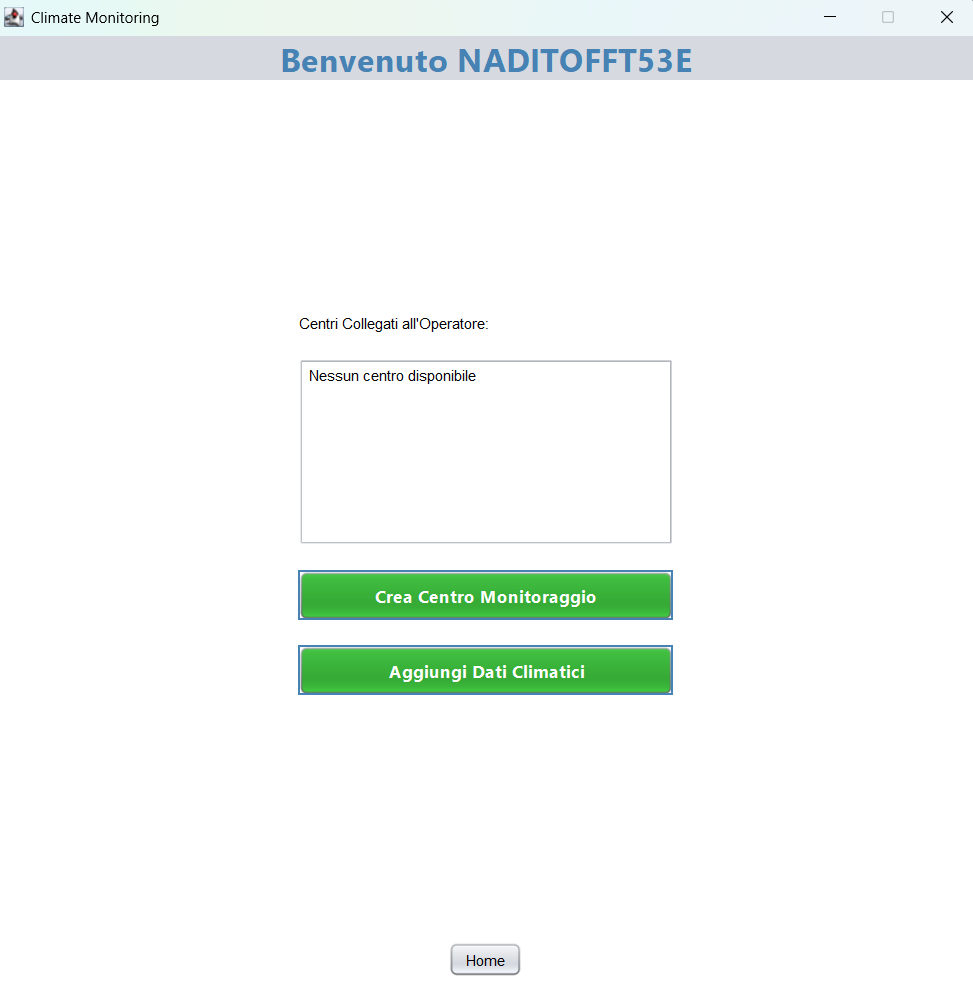 Climate Monitoring
Benvenuto NADITOFFT53E
Centri Collegati all'Operatore:
Nessun centro disponibile
Crea Centro Monitoraggio
Aggiungi Dati Climatici
Home